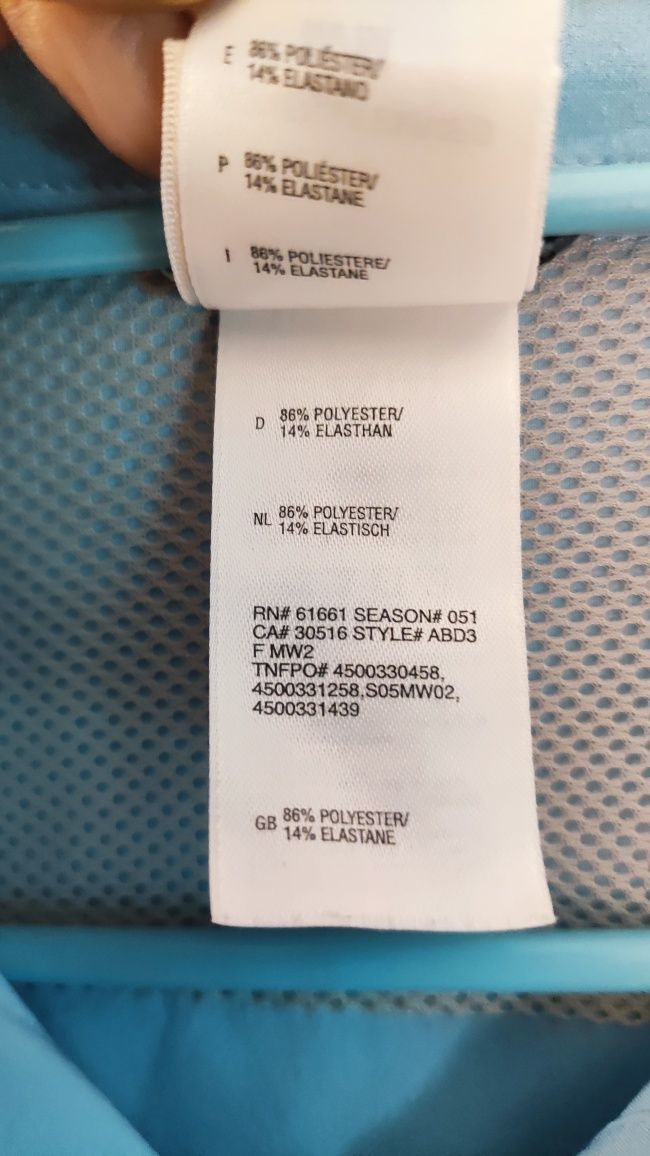 E 86% POLIÉSTER/
14% ELASTANO
P 86% POLIÉSTER/
14% ELASTANE
I 86% POLIESTERE/
14% ELASTANE
D 86% POLYESTER/
14% ELASTHAN
NL 86% POLYESTER/
14% ELASTISCH
RN# 61661 SEASON# 051
CA# 30516 STYLE# ABD3
F MW2
TNFPO# 4500330458,
4500331258,S05MW02,
4500331439
GB 86% POLYESTER/
14% ELASTANE